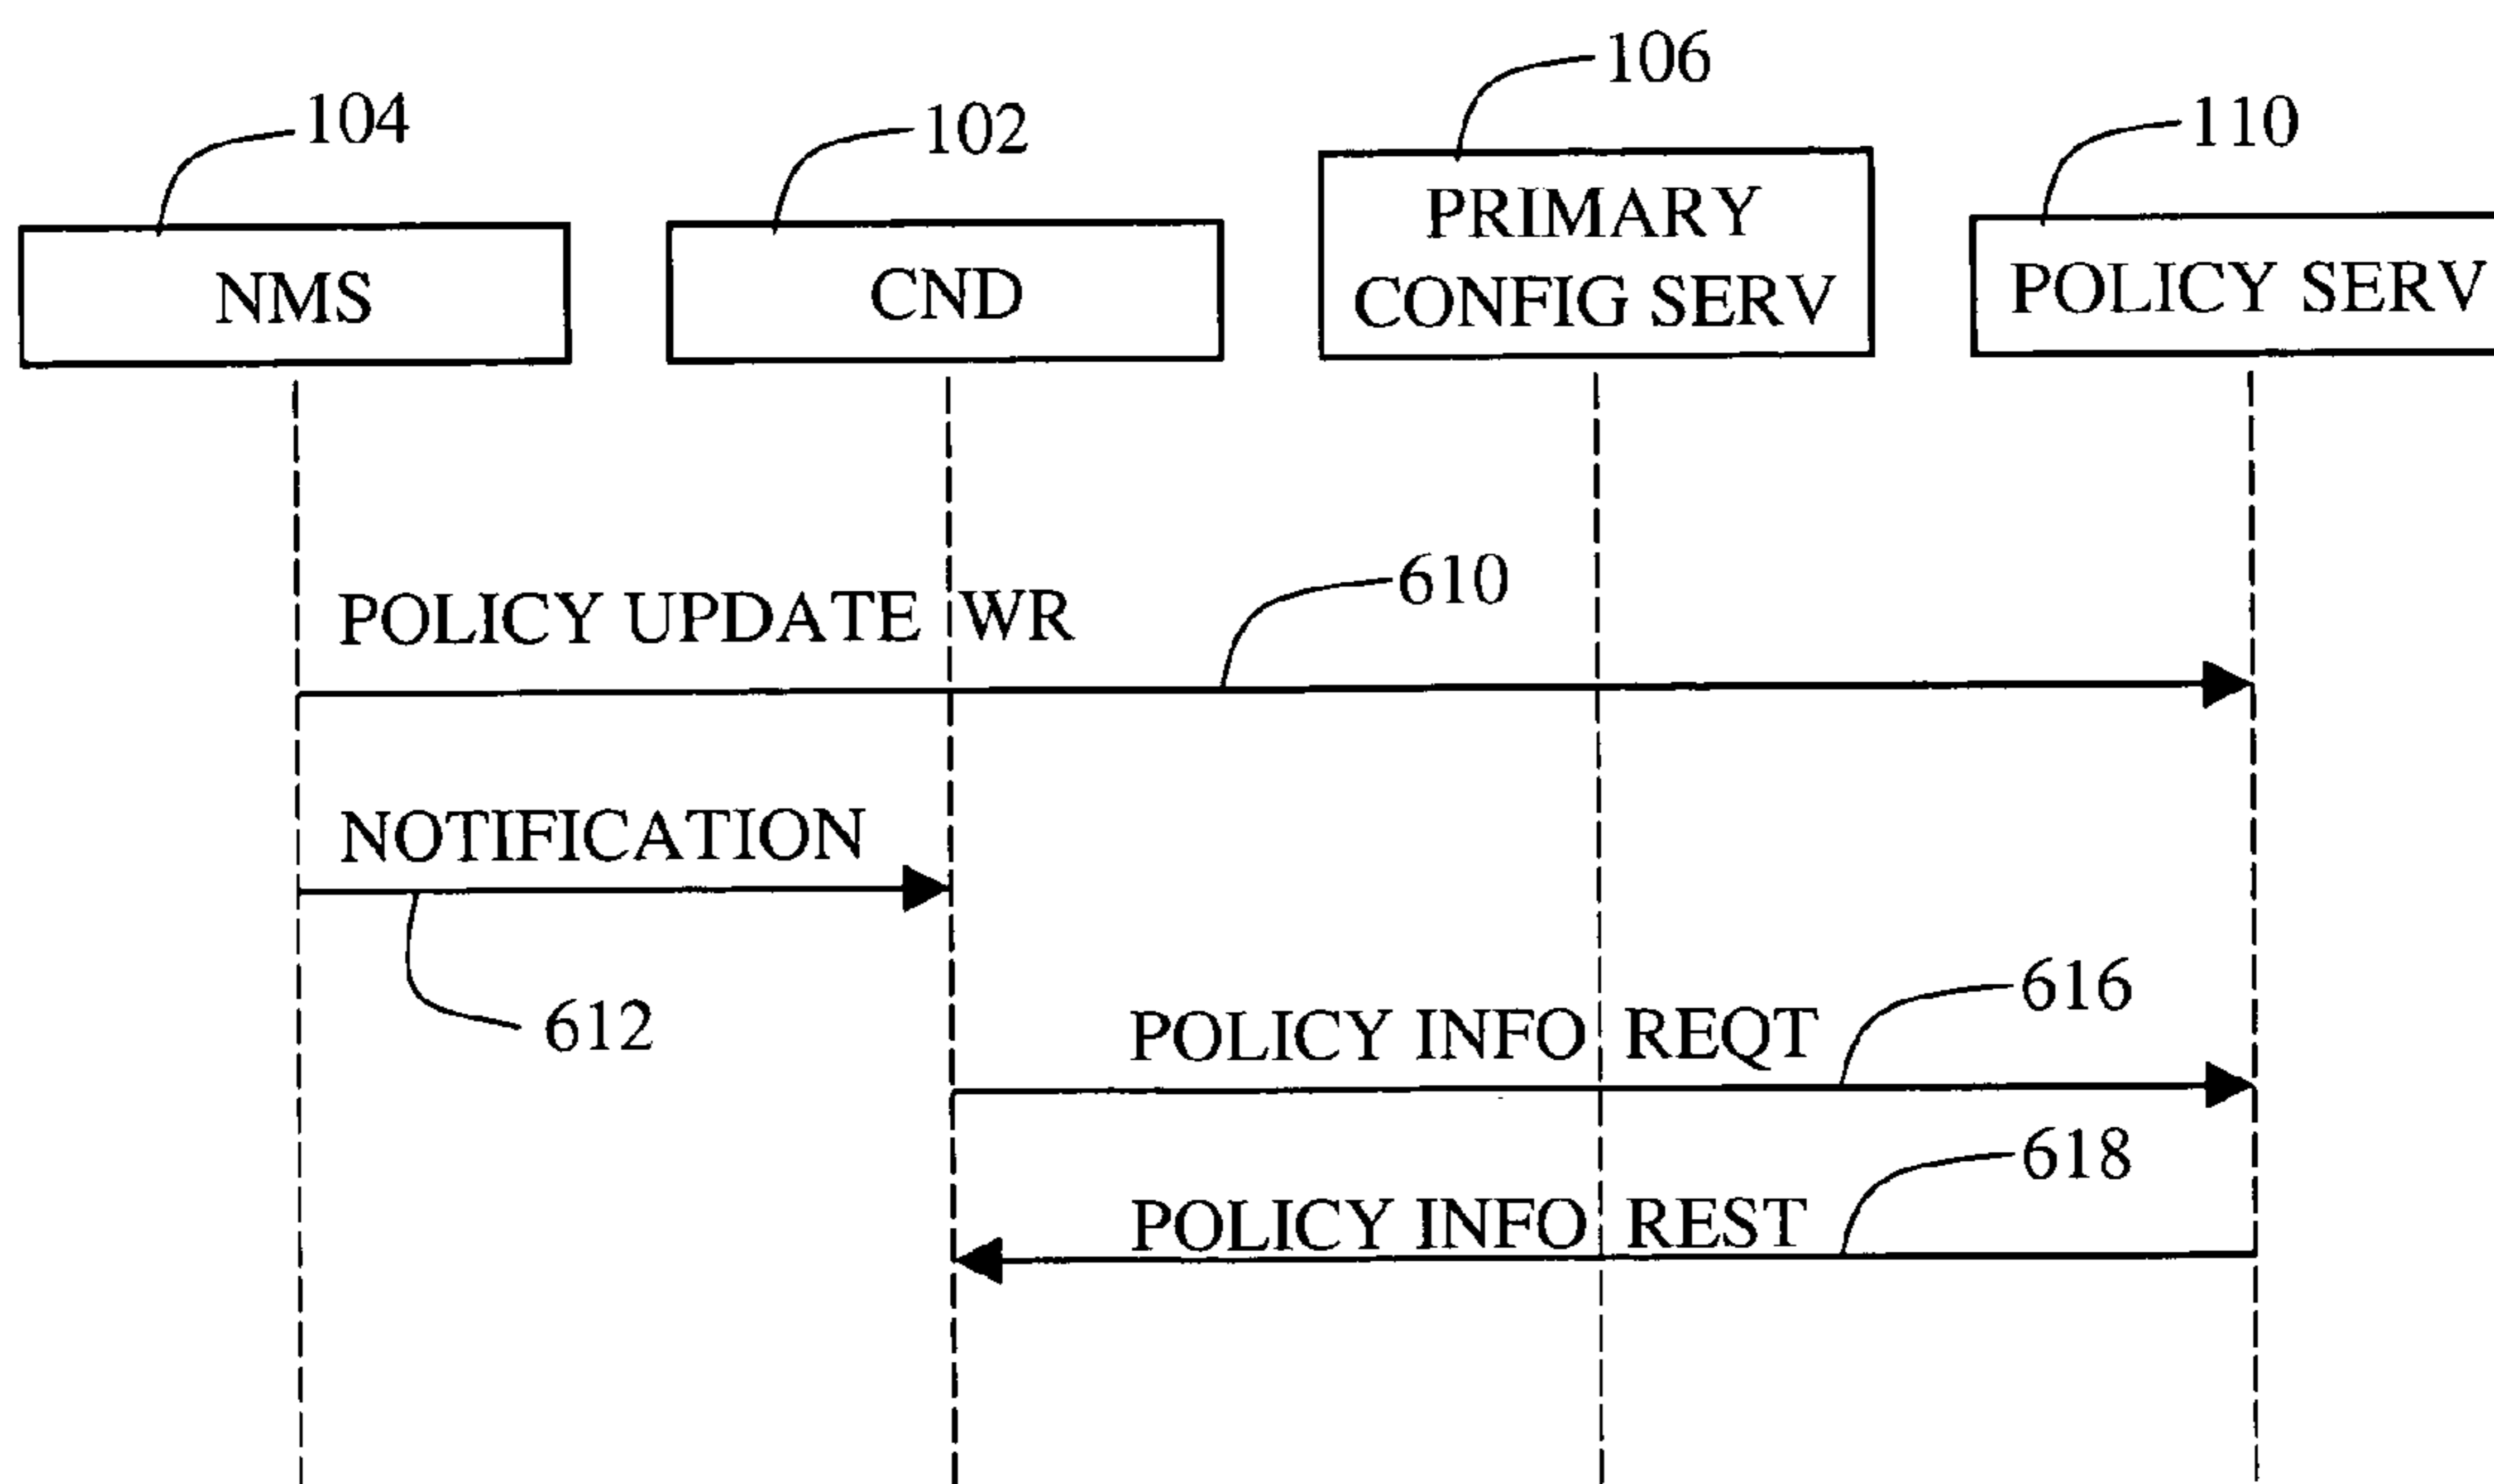 106
104
102
110
NMS
CND
PRIMARY
CONFIG SERV
POLICY SERV
610
POLICY UPDATE WR
NOTIFICATION
612
616
POLICY INFO REQT
618
POLICY INFO REST